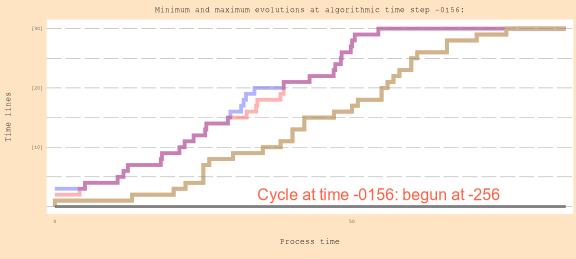 Minimum and maximum evolutions at algorithmic time step -0156:
[30]
[20]
[10]
Time lines
Cycle at time -0156: begun at -256
0
50
Process time